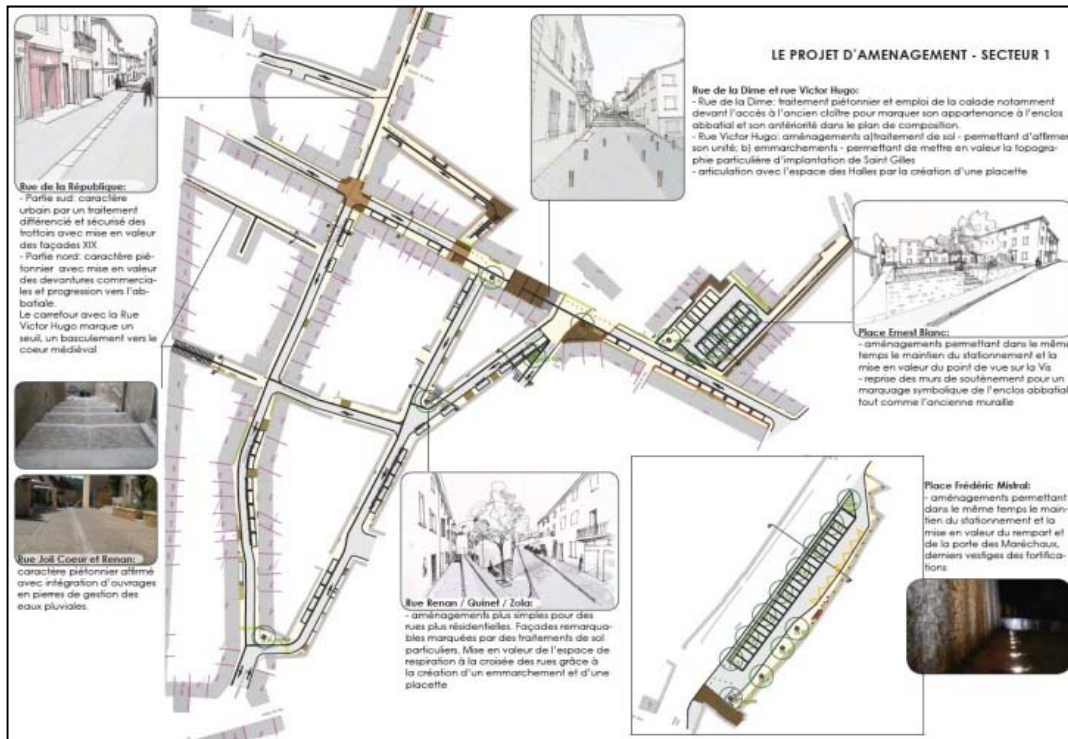 LE PROJET D'AMENAGEMENT - SECTEUR 1
Rue de la Dime et rue Victor Hugo:
- Rue de la Dime: traitement piétonnier et emploi de la calade notamment
devant l'accès à l'ancien cloître pour marquer son appartenance à l'enclos
abbatial et son antériorité dans le plan de composition.
- Rue Victor Hugo: aménagements a)traitement de sol - permettant d'affirmer
son unité; b) emmarchements - permettant de mettre en valeur la topogra-
phie particulière d'implantation de Saint Gilles
- articulation avec l'espace des Halles par la création d'une placette
Rue de la République:
- Partie sud: caractère
urbain par un traitement
différencié et sécurisé des
trottoirs avec mise en valeur
des façades XIX
- Partie nord: caractère pié-
tonnier avec mise en valeur
des devantures commercia-
les et progression vers l'ab-
batiale.
Le carrefour avec la Rue
Victor Hugo marque un
seuil, un basculement vers le
coeur médiéval
Place Ernest Blanc:
- aménagements permettant dans le même
temps le maintien du stationnement et la
mise en valeur du point de vue sur la Vis
- reprise des murs de soutènement pour un
marquage symbolique de l'enclos abbatial
tout comme l'ancienne muraille
Rue Joli Coeur et Renan:
caractère piétonnier affirmé
avec intégration d'ouvrages
en pierres de gestion des
eaux pluviales.
Rue Renan / Quinet / Zola:
- aménagements plus simples pour des
rues plus résidentielles. Façades remarqua-
bles marquées par des traitements de sol
particuliers. Mise en valeur de l'espace de
respiration à la croisée des rues grâce à
la création d'un emmarchement et d'une
placette
Place Frédéric Mistral:
- aménagements permettant
dans le même temps le main-
tien du stationnement et la
mise en valeur du rempart et
de la porte des Maréchaux,
derniers vestiges des fortifica-
tions